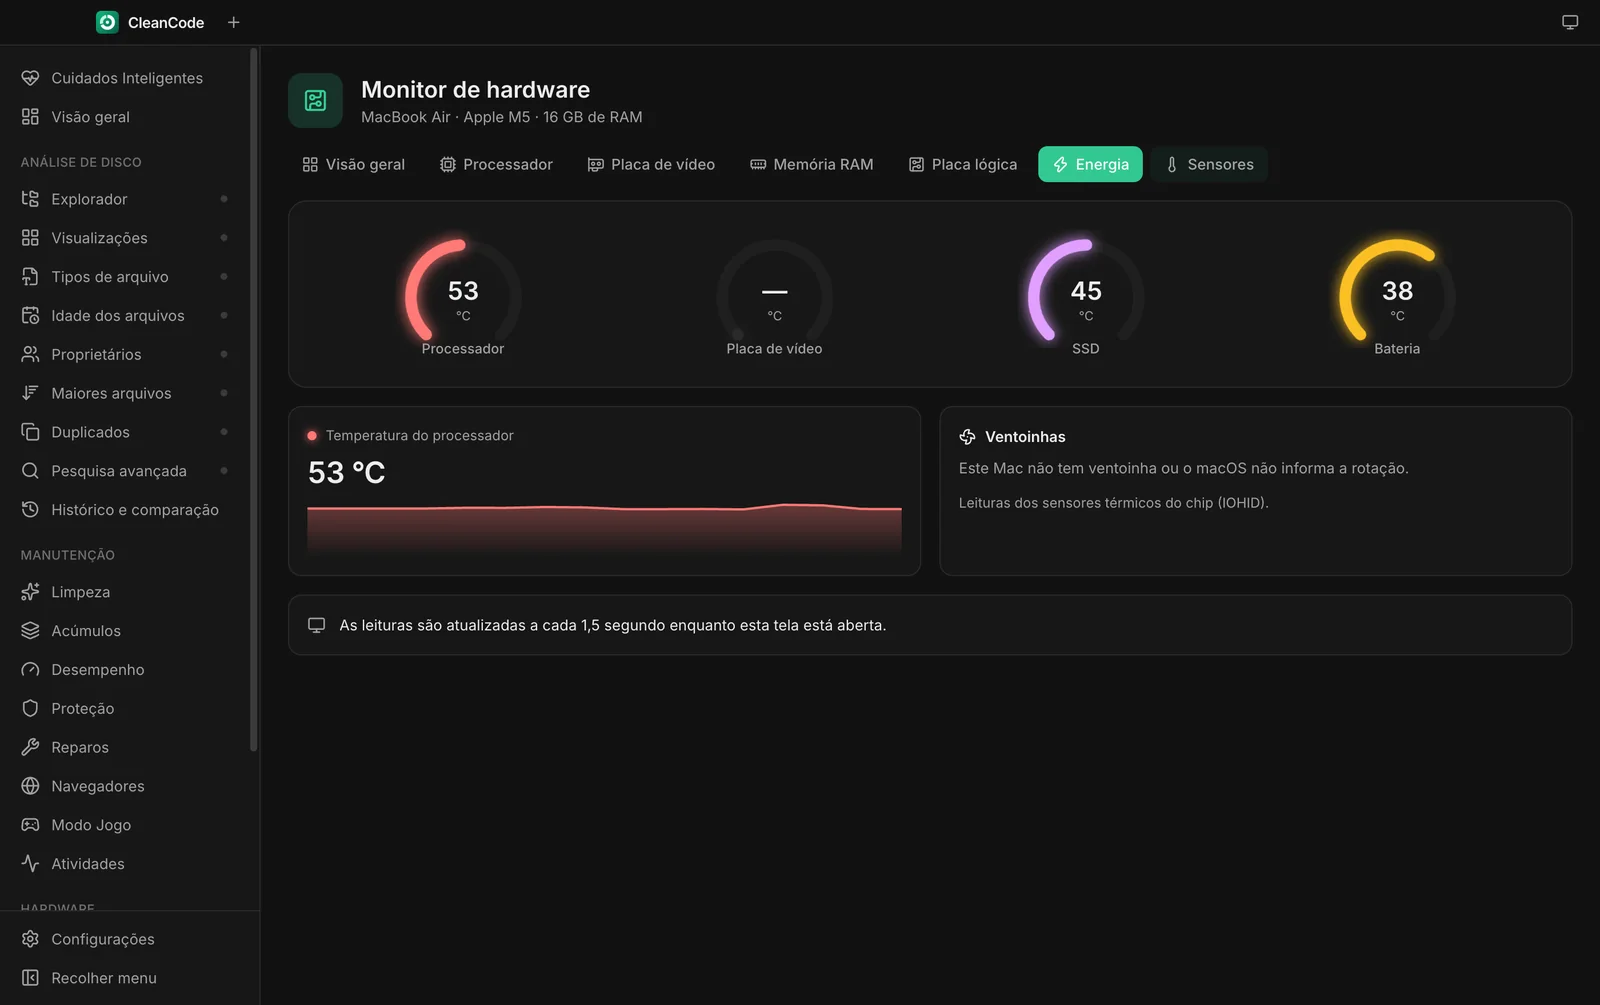 CleanCode
Cuidados Inteligentes
Visão geral
ANÁLISE DE DISCO
Explorador
Visualizações
Tipos de arquivo
Idade dos arquivos
Proprietários
Maiores arquivos
Duplicados
Pesquisa avançada
Histórico e comparação
MANUTENÇÃO
Limpeza
Acúmulos
Desempenho
Proteção
Reparos
Navegadores
Modo Jogo
Atividades
HARDWARE
Configurações
Recolher menu
Monitor de hardware
MacBook Air · Apple M5 · 16 GB de RAM
Visão geral Processador Placa de vídeo Memória RAM Placa lógica Energia Sensores
53
°C
Processador
—
°C
Placa de vídeo
45
°C
SSD
38
°C
Bateria
Temperatura do processador
53 °C
Ventoinhas
Este Mac não tem ventoinha ou o macOS não informa a rotação.
Leituras dos sensores térmicos do chip (IOHID).
As leituras são atualizadas a cada 1,5 segundo enquanto esta tela está aberta.